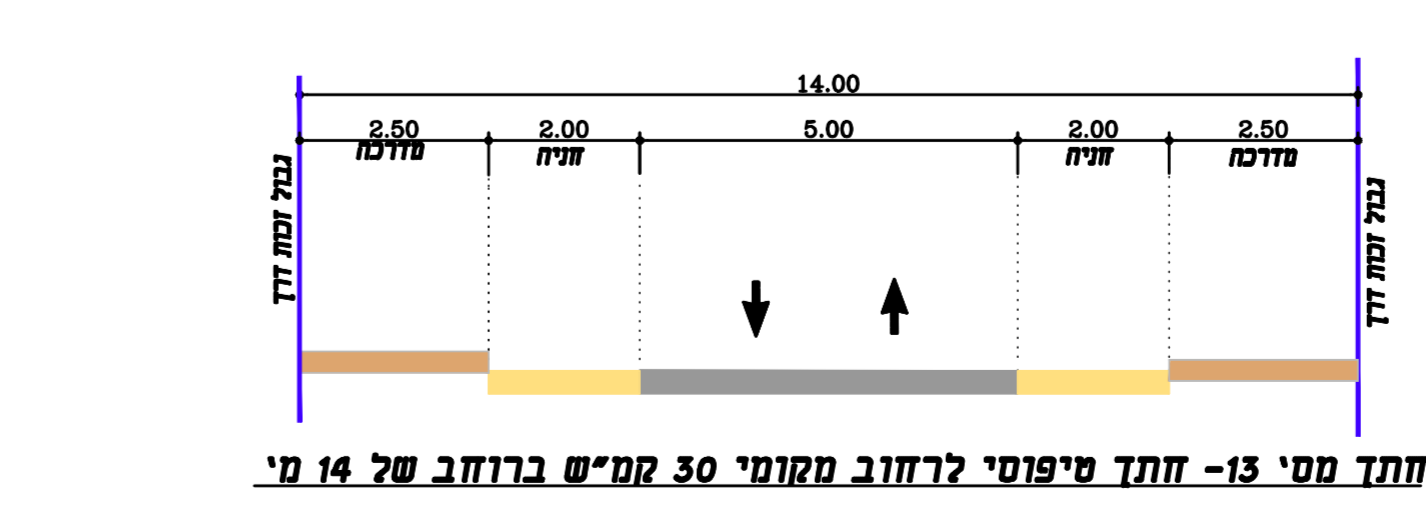 14.00
2.50 2.00 5.00 2.00 2.50
מדרכה חניה חניה מדרכה
גבול זכות דרך
גבול זכות דרך
חתך מס' 13- חתך טיפוסי לרחוב מקומי 30 קמ"ש ברוחב של 14 מ'